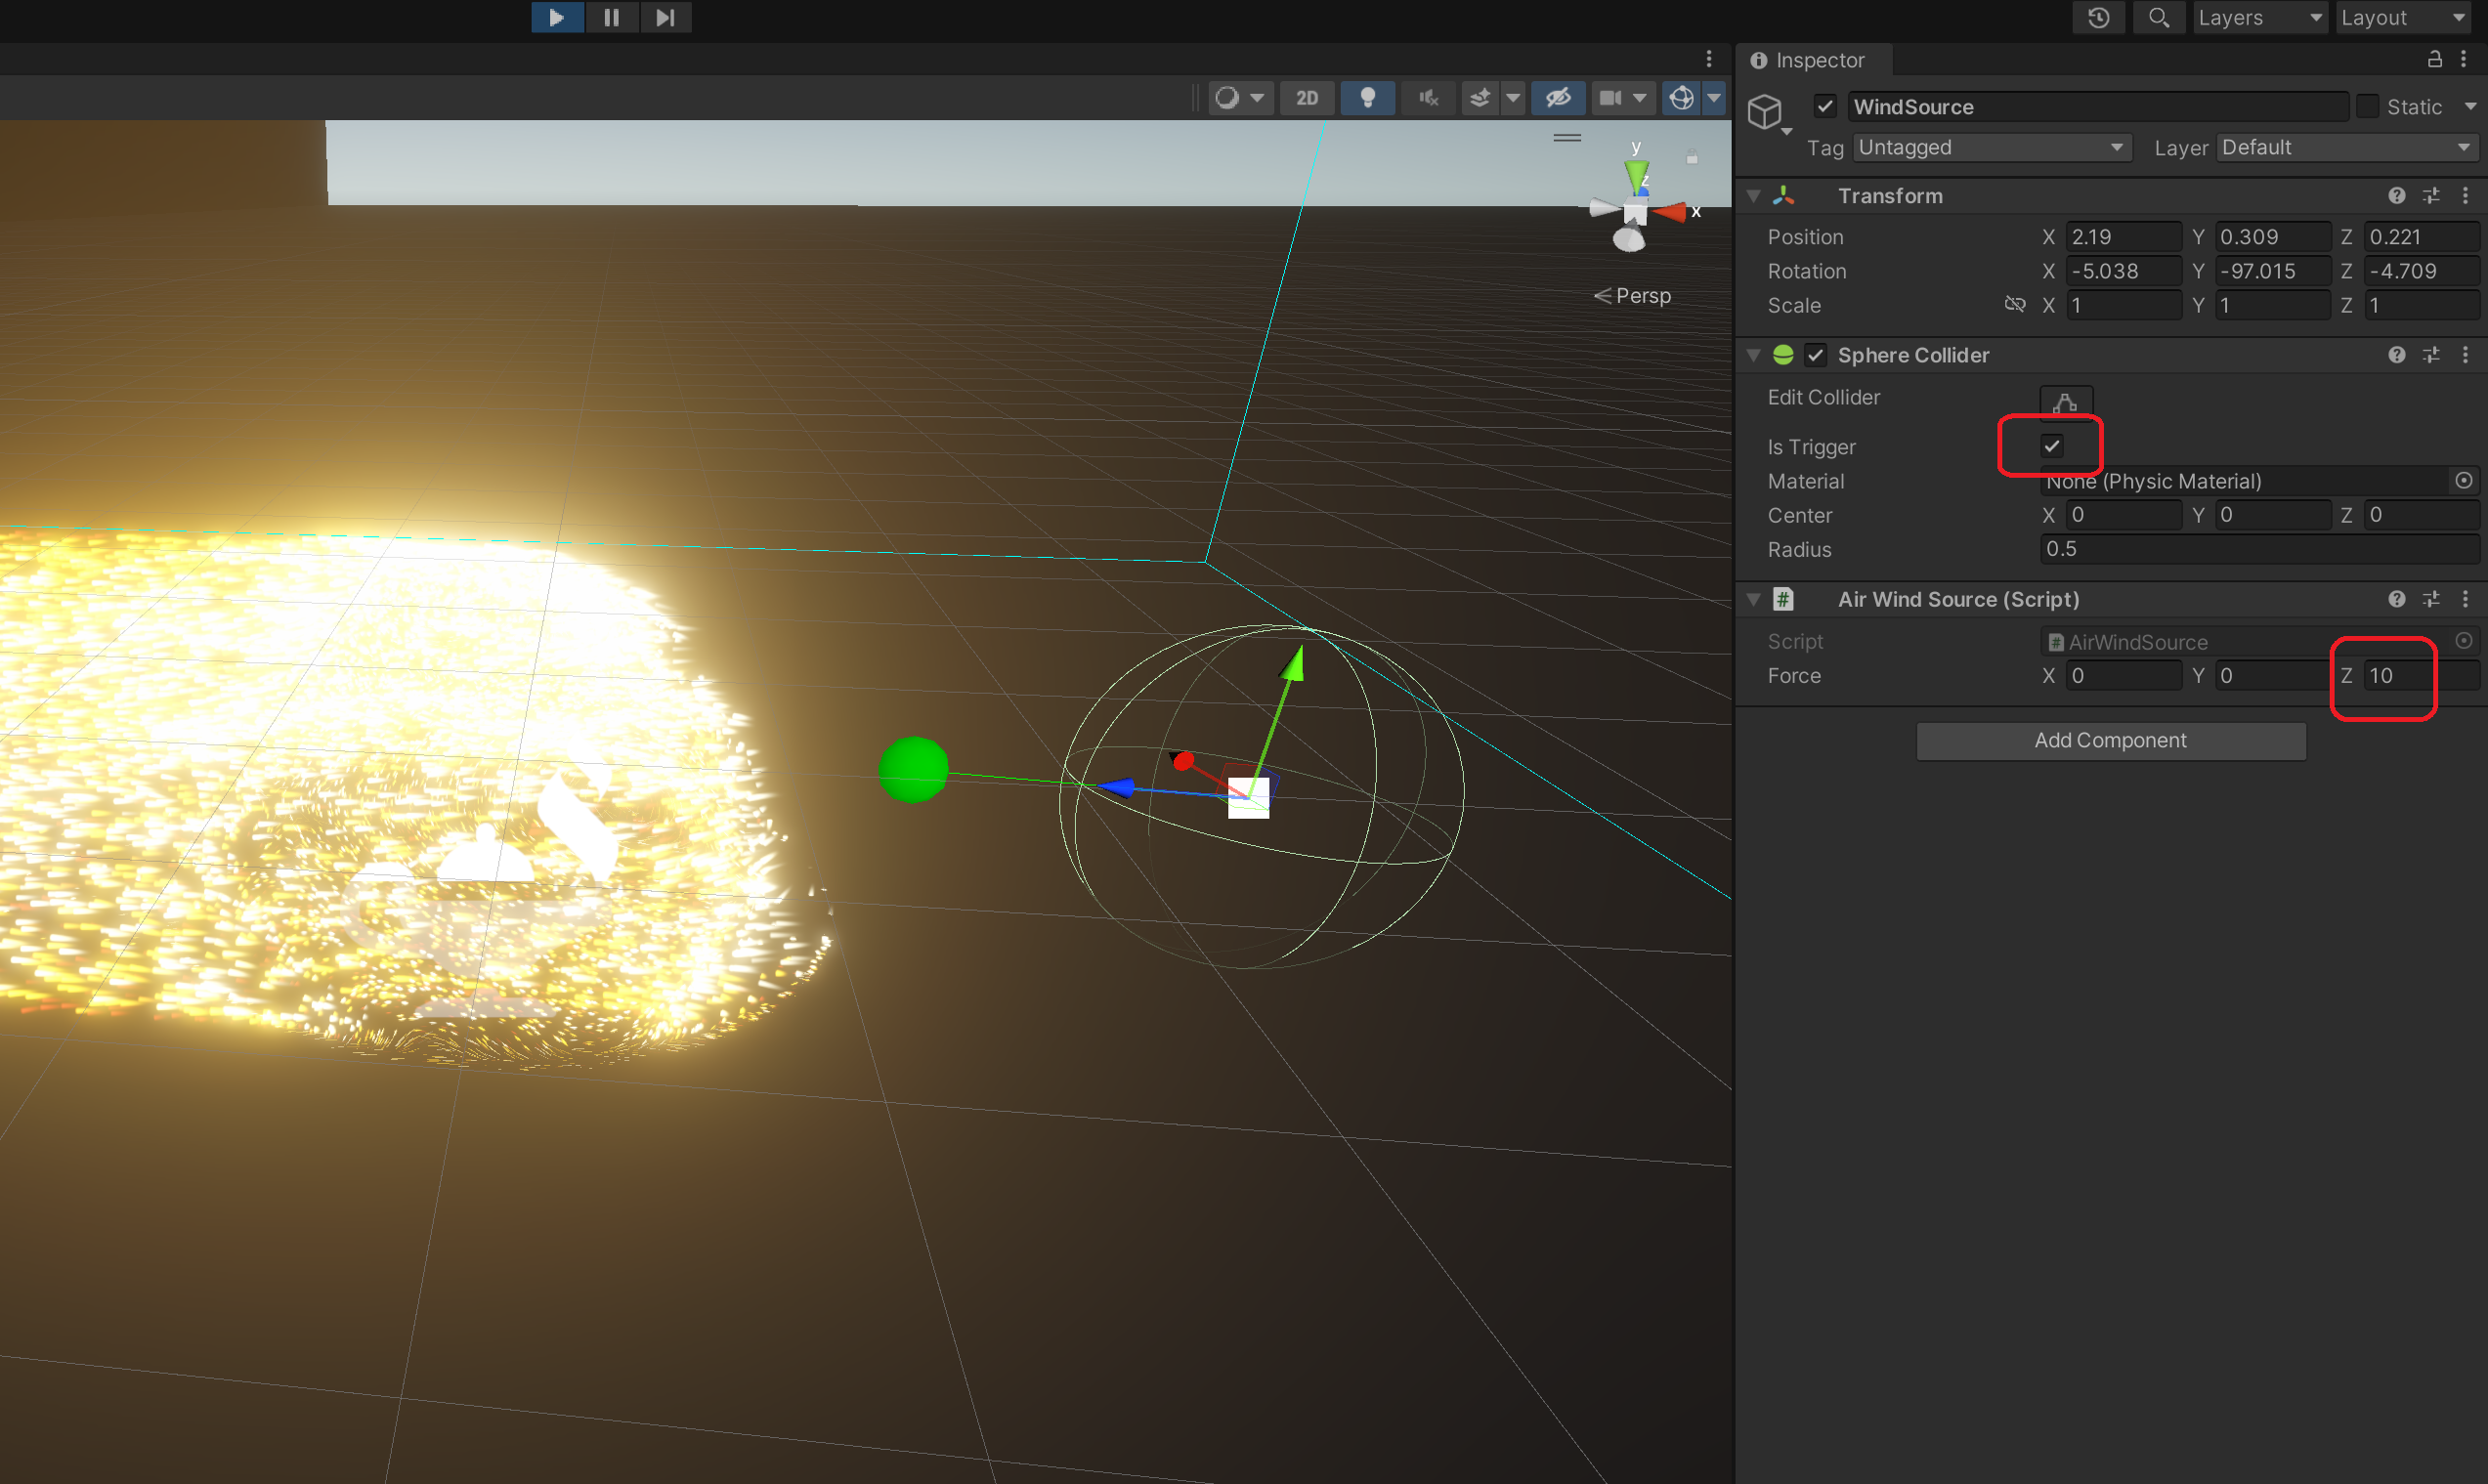 Layers
Layout
Inspector
2D
WindSource
Static
Tag Untagged Layer Default
y
z
x
Persp
Transform
Position X 2.19 Y 0.309 Z 0.221
Rotation X -5.038 Y -97.015 Z -4.709
Scale X 1 Y 1 Z 1
Sphere Collider
Edit Collider
Is Trigger
Material None (Physic Material)
Center X 0 Y 0 Z 0
Radius 0.5
# Air Wind Source (Script)
Script # AirWindSource
Force X 0 Y 0 Z 10
Add Component